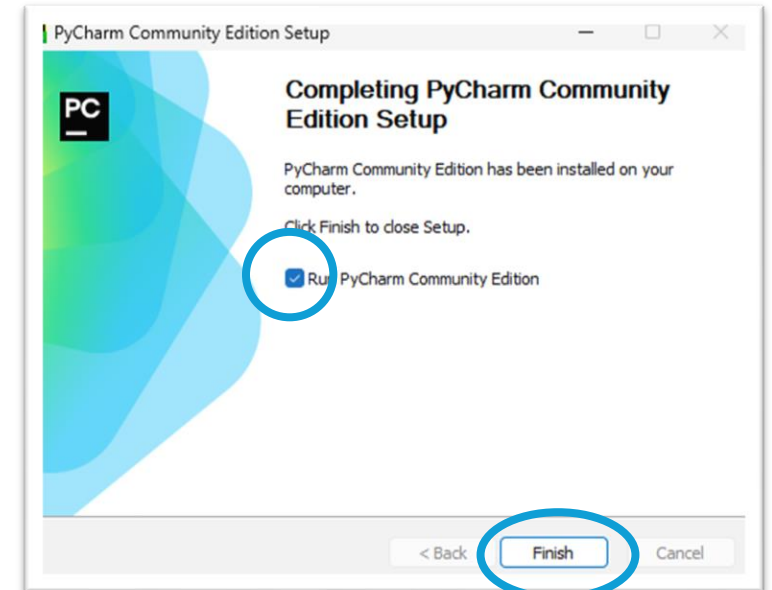 PyCharm Community Edition Setup
PC
Completing PyCharm Community
Edition Setup
PyCharm Community Edition has been installed on your
computer.
Click Finish to close Setup.
Run PyCharm Community Edition
< Back
Finish
Cancel